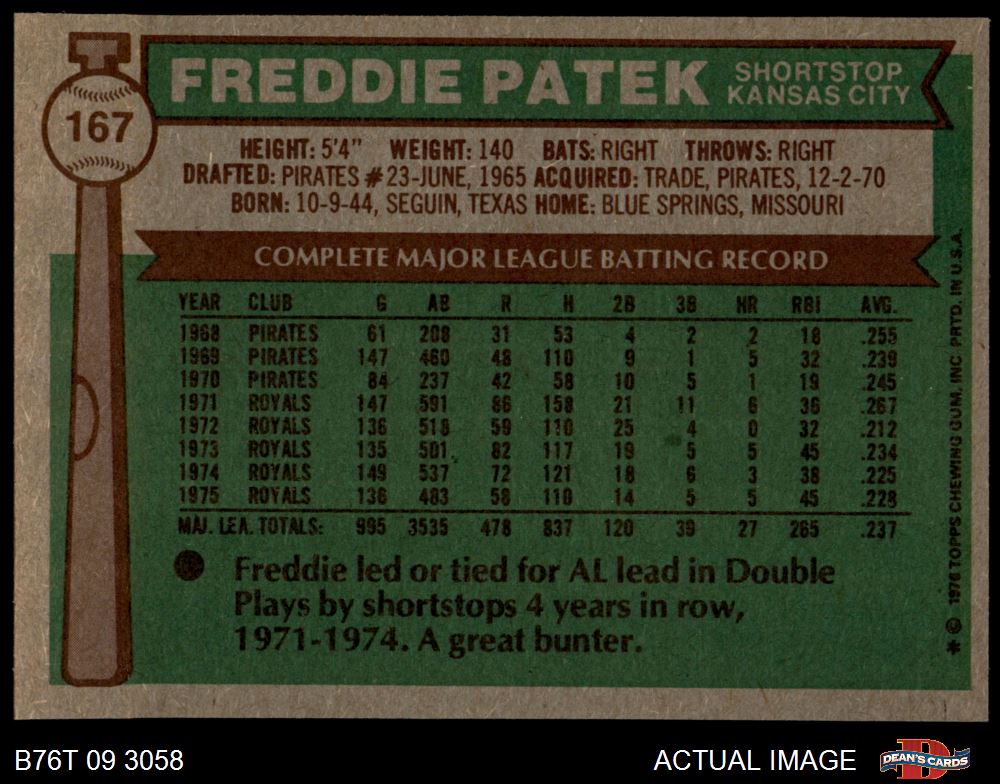 FREDDIE PATEK
SHORTSTOP
KANSAS CITY
167
HEIGHT: 5'4" WEIGHT: 140 BATS: RIGHT THROWS: RIGHT
DRAFTED: PIRATES #23-JUNE, 1965 ACQUIRED: TRADE, PIRATES, 12-2-70
BORN: 10-9-44, SEGUIN, TEXAS HOME: BLUE SPRINGS, MISSOURI
COMPLETE MAJOR LEAGUE BATTING RECORD
YEAR CLUB G AB R H 2B 3B HR RBI AVG.
1968 PIRATES 61 208 31 53 4 2 2 18 .255
1969 PIRATES 147 460 48 110 9 1 5 32 .239
1970 PIRATES 84 237 42 58 10 5 1 19 .245
1971 ROYALS 147 591 86 158 21 11 6 36 .267
1972 ROYALS 136 518 59 110 25 4 0 32 .212
1973 ROYALS 135 501 82 117 19 5 5 45 .234
1974 ROYALS 149 537 72 121 18 6 3 38 .225
1975 ROYALS 136 483 58 110 14 5 5 45 .228
MAJ. LEA. TOTALS: 995 3535 478 837 120 39 27 265 .237
Freddie led or tied for AL lead in Double
Plays by shortstops 4 years in row,
1971-1974. A great bunter.
* © 1976 TOPPS CHEWING GUM, INC. PRTD. IN U.S.A.
B76T 09 3058
ACTUAL IMAGE
DEAN'S CARDS